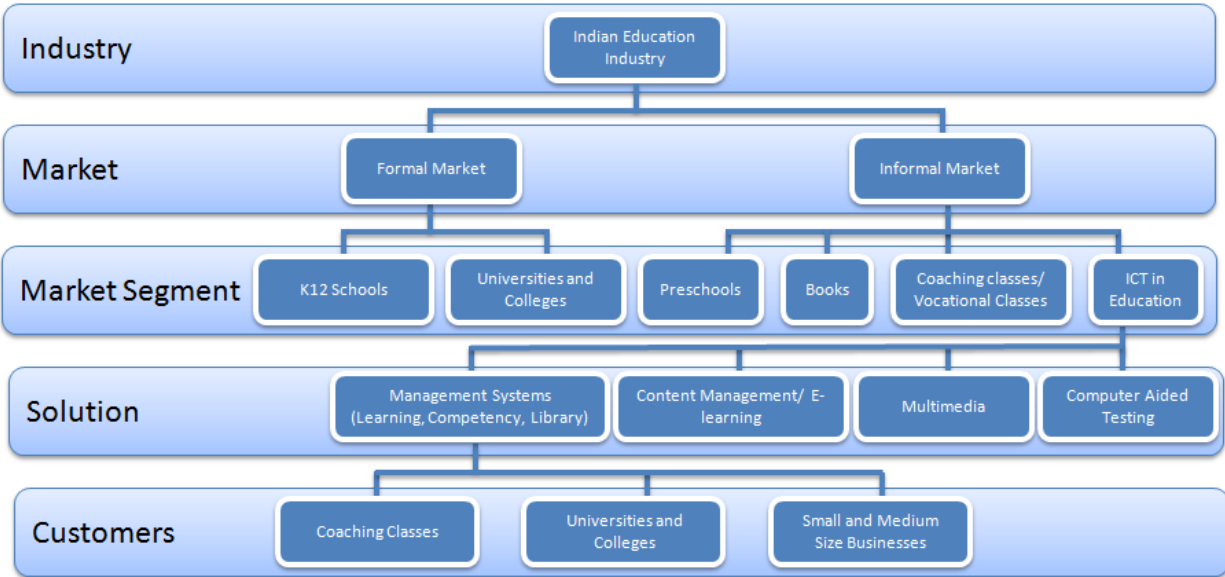 Industry
Indian Education
Industry
Market
Formal Market
Informal Market
Market Segment
K12 Schools
Universities and
Colleges
Preschools
Books
Coaching classes/
Vocational Classes
ICT in
Education
Solution
Management Systems
(Learning, Competency, Library)
Content Management/ E-
learning
Multimedia
Computer Aided
Testing
Customers
Coaching Classes
Universities and
Colleges
Small and Medium
Size Businesses